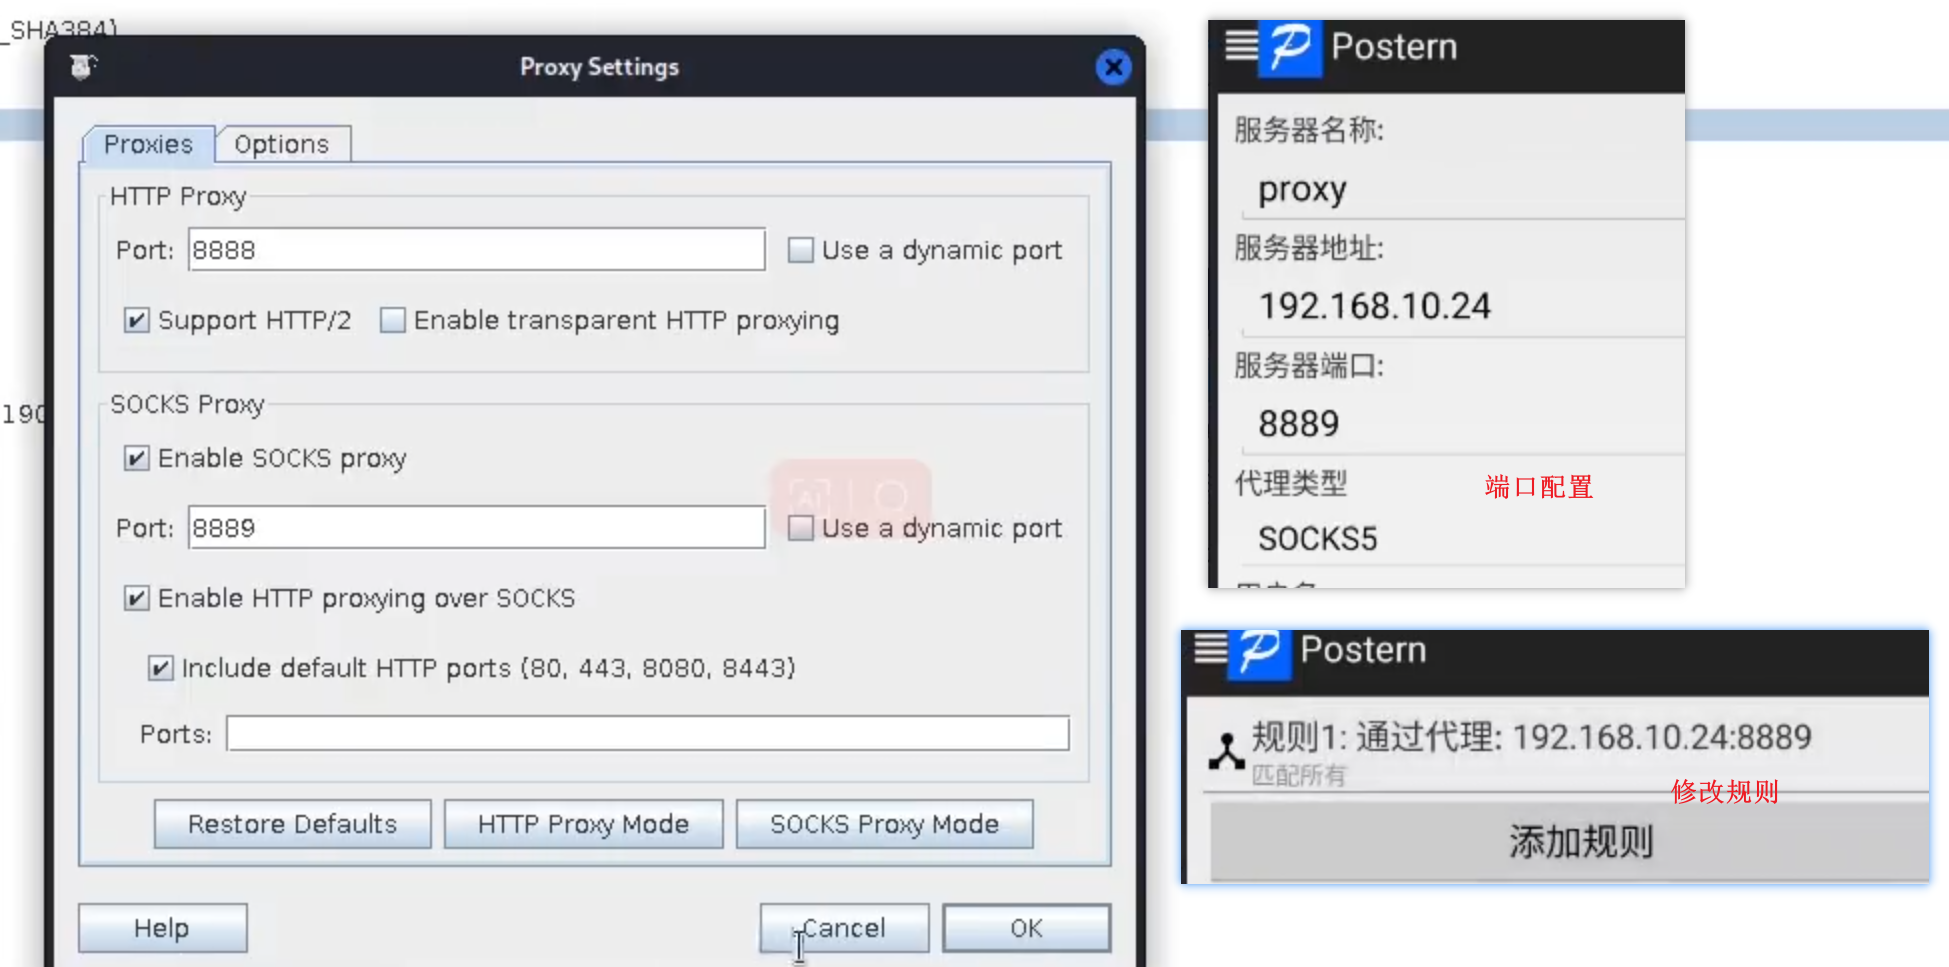 _SHA384)
Proxy Settings
Proxies
Options
HTTP Proxy
Port: 8888
Use a dynamic port
Support HTTP/2
Enable transparent HTTP proxying
190
SOCKS Proxy
Enable SOCKS proxy
AI
Port: 8889
Use a dynamic port
Enable HTTP proxying over SOCKS
Include default HTTP ports (80, 443, 8080, 8443)
Ports:
Restore Defaults
HTTP Proxy Mode
SOCKS Proxy Mode
Help
Cancel
OK
Postern
服务器名称:
proxy
服务器地址:
192.168.10.24
服务器端口:
8889
代理类型
端口配置
SOCKS5
Postern
规则1: 通过代理: 192.168.10.24:8889
匹配所有
修改规则
添加规则